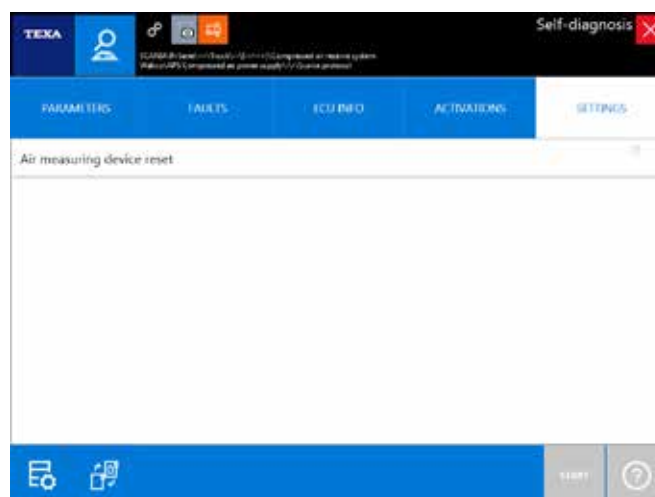 TEXA
Self-diagnosis
PARAMETERS
FAULTS
ECU INFO
ACTIVATIONS
SETTINGS
Air measuring device reset
START